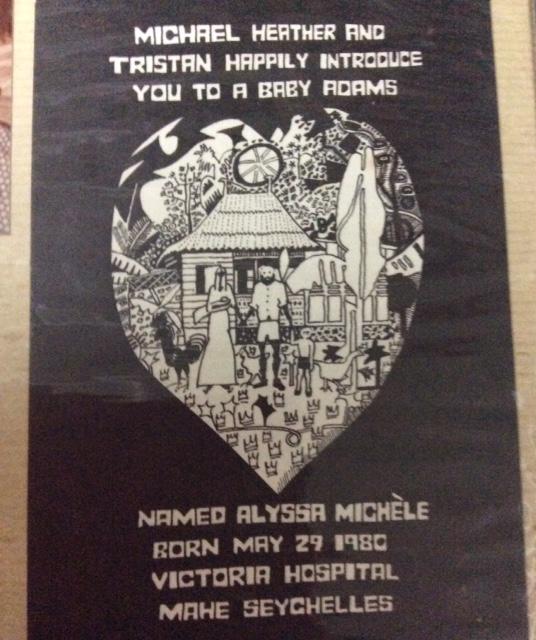 MICHAEL HEATHER AND
TRISTAN HAPPILY INTRODUCE
YOU TO A BABY ADAMS
NAMED ALYSSA MICHÈLE
BORN MAY 29 1980
VICTORIA HOSPITAL
MAHE SEYCHELLES